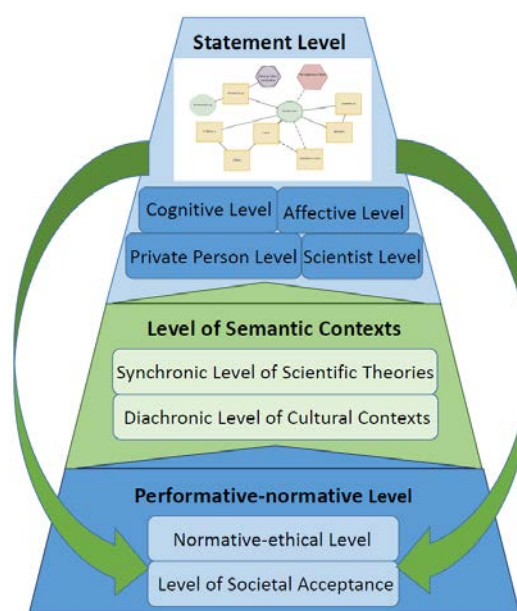 Statement Level
Cognitive Level
Affective Level
Private Person Level
Scientist Level
Level of Semantic Contexts
Synchronic Level of Scientific Theories
Diachronic Level of Cultural Contexts
Performative-normative Level
Normative-ethical Level
Level of Societal Acceptance